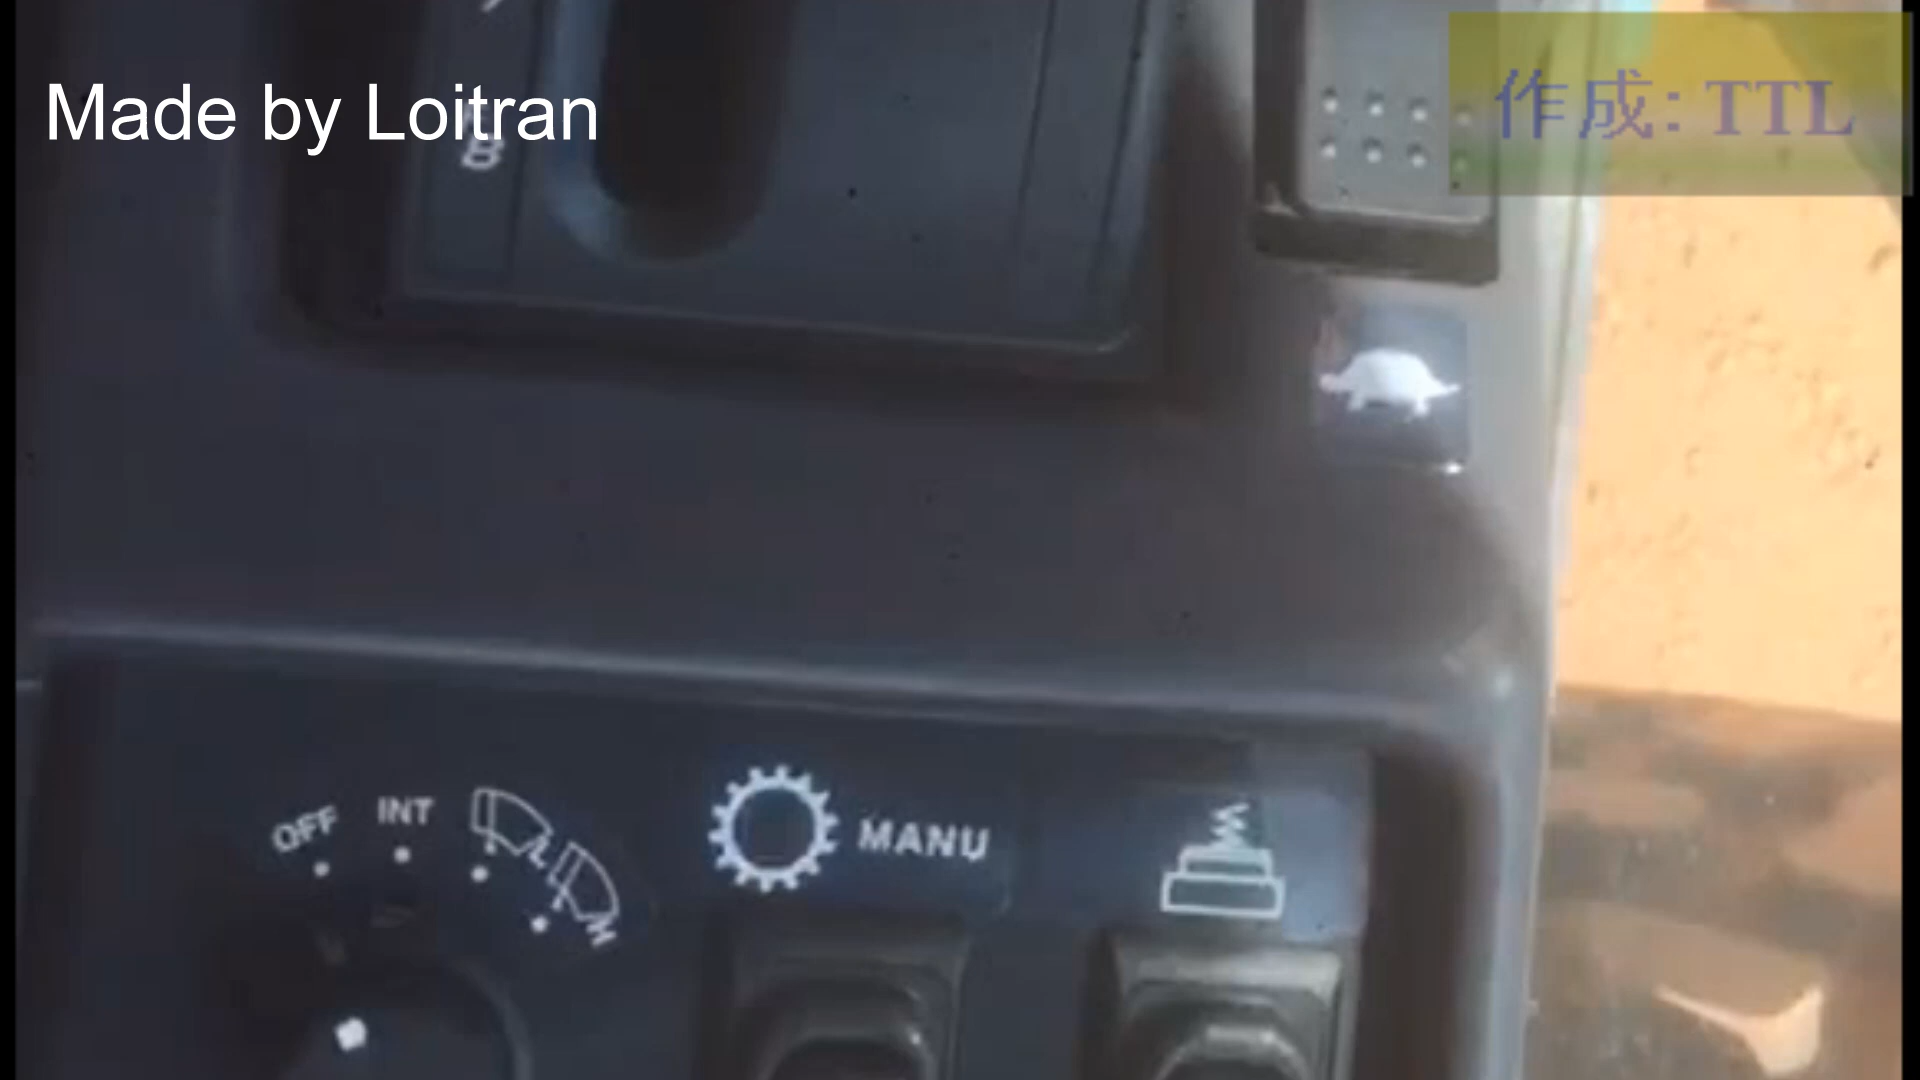 Made by Loitran
作成: TTL
OFF
INT
L
H
MANU